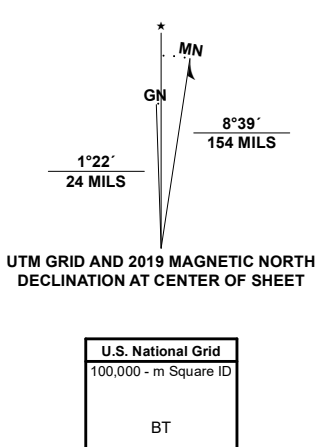 MN
GN
8°39´
154 MILS
1°22´
24 MILS
UTM GRID AND 2019 MAGNETIC NORTH
DECLINATION AT CENTER OF SHEET
U.S. National Grid
100,000 - m Square ID
BT